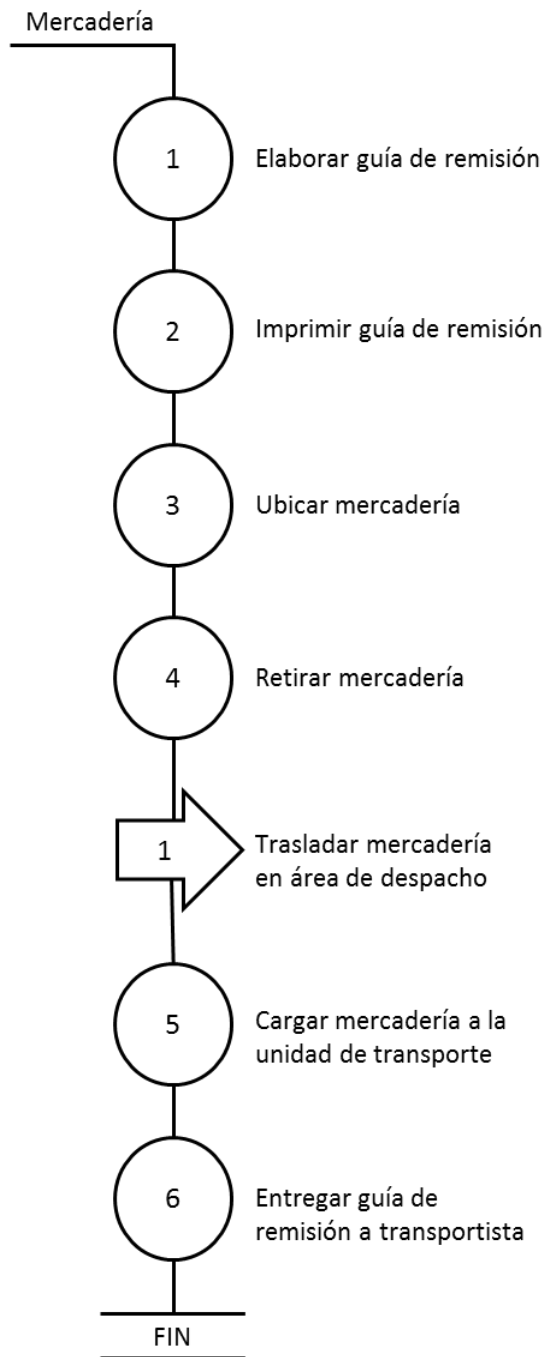 Mercadería
1
Elaborar guía de remisión
2
Imprimir guía de remisión
3
Ubicar mercadería
4
Retirar mercadería
1
Trasladar mercadería
en área de despacho
5
Cargar mercadería a la
unidad de transporte
6
Entregar guía de
remisión a transportista
FIN